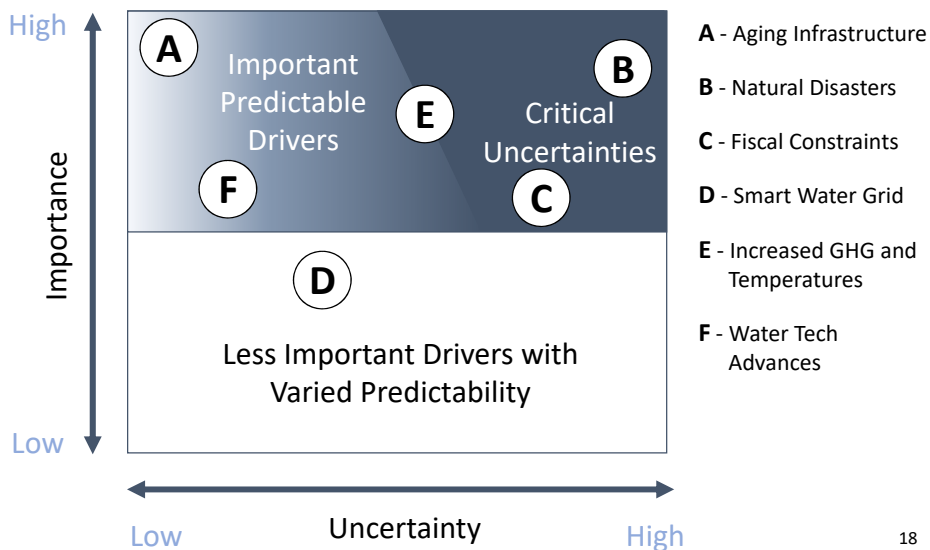 High
Importance
Low
A
B
E
F
C
D
Important
Predictable
Drivers
Critical
Uncertainties
Less Important Drivers with
Varied Predictability
Low
Uncertainty
High
A - Aging Infrastructure
B - Natural Disasters
C - Fiscal Constraints
D - Smart Water Grid
E - Increased GHG and
Temperatures
F - Water Tech
Advances
18